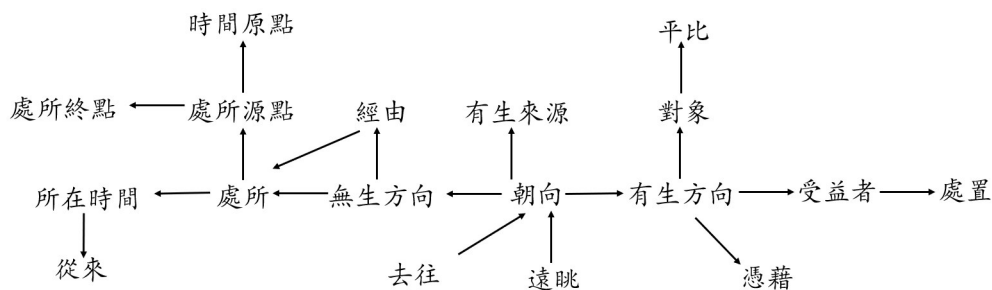 時間原點
平比
處所終點 處所源點 經由 有生來源 對象
所在時間 處所 無生方向 朝向 有生方向 受益者 處置
從來 去往 遠眺 憑藉